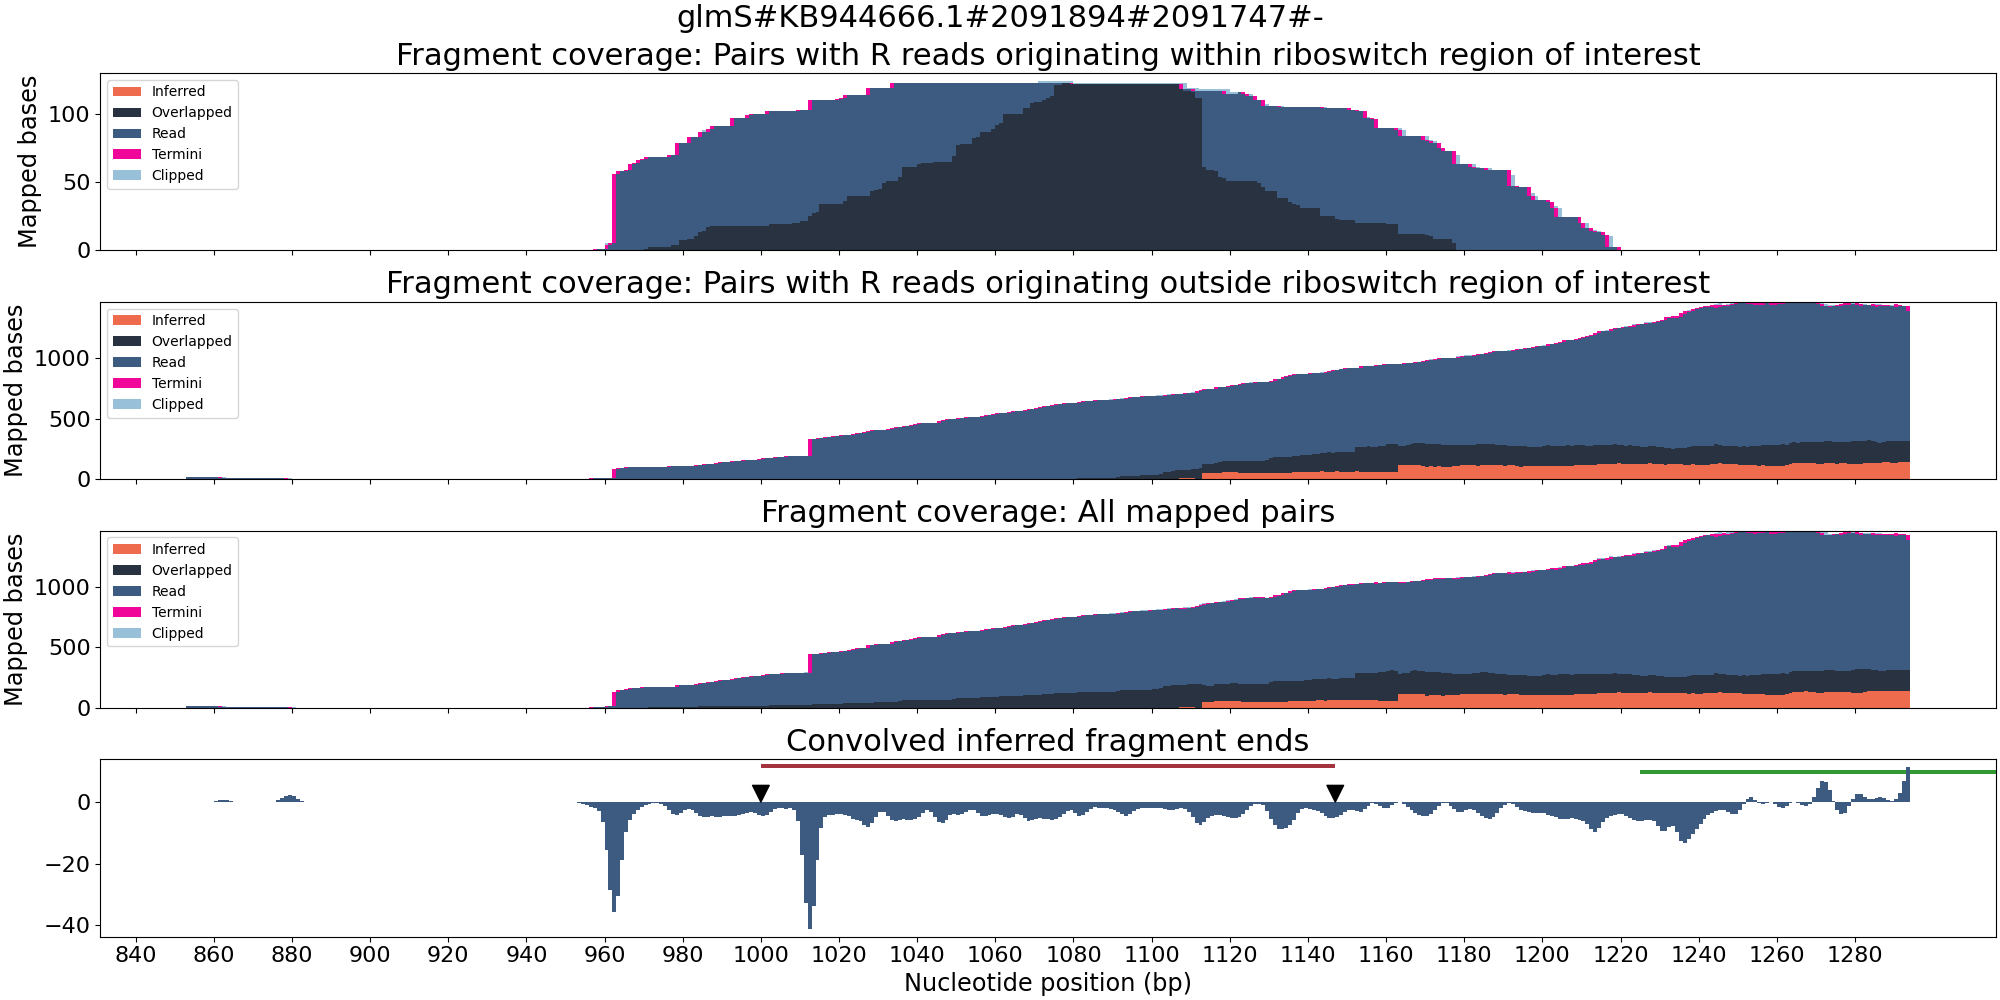 glmS#KB944666.1#2091894#2091747#-
Fragment coverage: Pairs with R reads originating within riboswitch region of interest
Mapped bases
100
50
0
Inferred
Overlapped
Read
Termini
Clipped
Fragment coverage: Pairs with R reads originating outside riboswitch region of interest
Mapped bases
1000
500
0
Inferred
Overlapped
Read
Termini
Clipped
Fragment coverage: All mapped pairs
Mapped bases
1000
500
0
Inferred
Overlapped
Read
Termini
Clipped
Convolved inferred fragment ends
0
−20
−40
840 860 880 900 920 940 960 980 1000 1020 1040 1060 1080 1100 1120 1140 1160 1180 1200 1220 1240 1260 1280
Nucleotide position (bp)